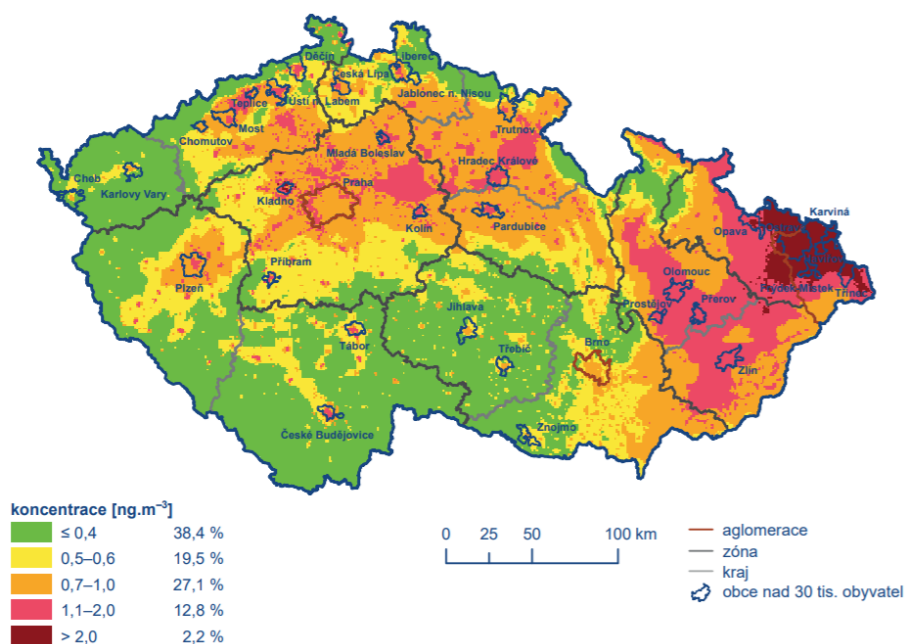 Děčín
Liberec
Česká Lípa
Teplice
Ústí n. Labem
Jablonec n. Nisou
Most
Chomutov
Trutnov
Mladá Boleslav
Hradec Králové
Cheb
Karlovy Vary
Praha
Kladno
Kolín
Pardubice
Karviná
Opava
Plzeň
Příbram
Olomouc
Frýdek-Místek
Třinec
Jihlava
Prostějov
Přerov
Tábor
Třebíč
Brno
Zlín
České Budějovice
Znojmo
koncentrace [ng.m⁻³]
≤ 0,4 38,4 %
0,5–0,6 19,5 %
0,7–1,0 27,1 %
1,1–2,0 12,8 %
> 2,0 2,2 %
0 25 50 100 km
aglomerace
zóna
kraj
obce nad 30 tis. obyvatel